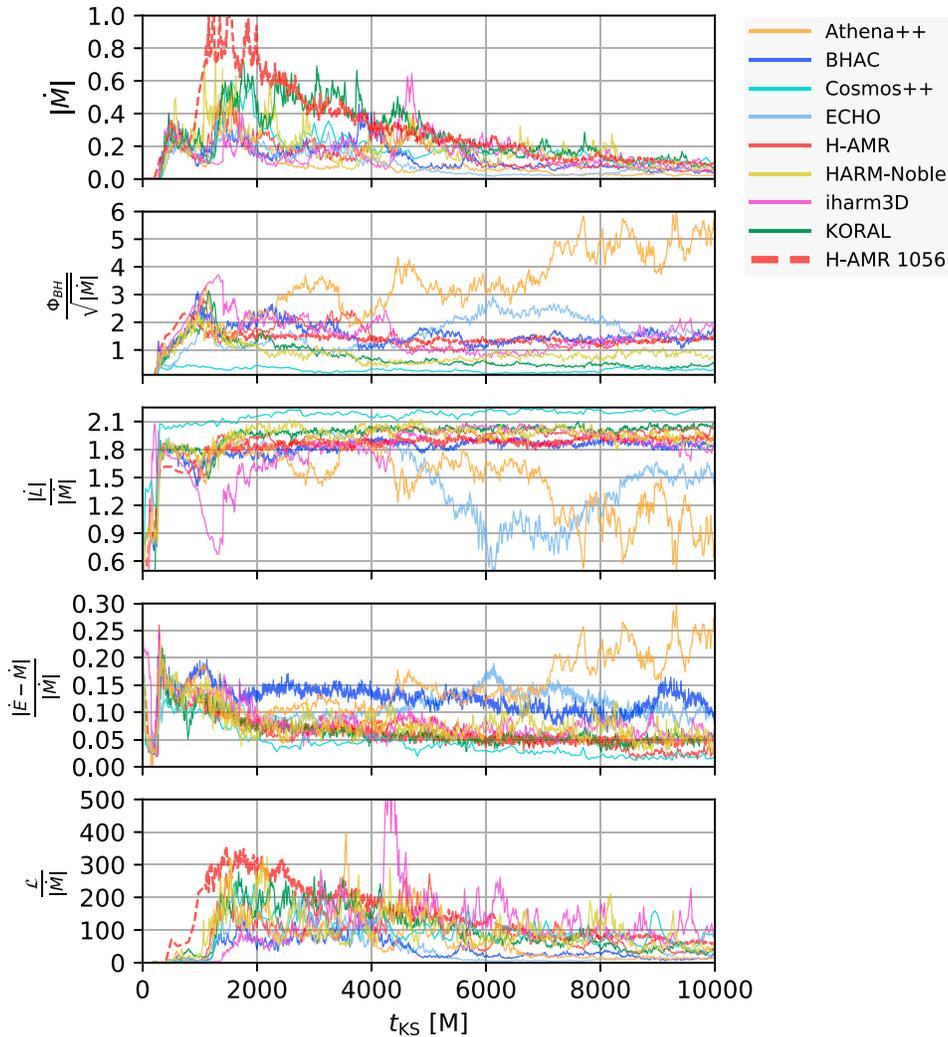 1.0
0.8
0.6
0.4
0.2
0.0
|Ṁ|
6
5
4
3
2
1
Φ_BH
√|Ṁ|
2.1
1.8
1.5
1.2
0.9
0.6
|L̇|
|Ṁ|
0.30
0.25
0.20
0.15
0.10
0.05
0.00
|Ė − Ṁ|
|Ṁ|
500
400
300
200
100
0
ℒ
|Ṁ|
0 2000 4000 6000 8000 10000
t_KS [M]
Athena++
BHAC
Cosmos++
ECHO
H-AMR
HARM-Noble
iharm3D
KORAL
H-AMR 1056